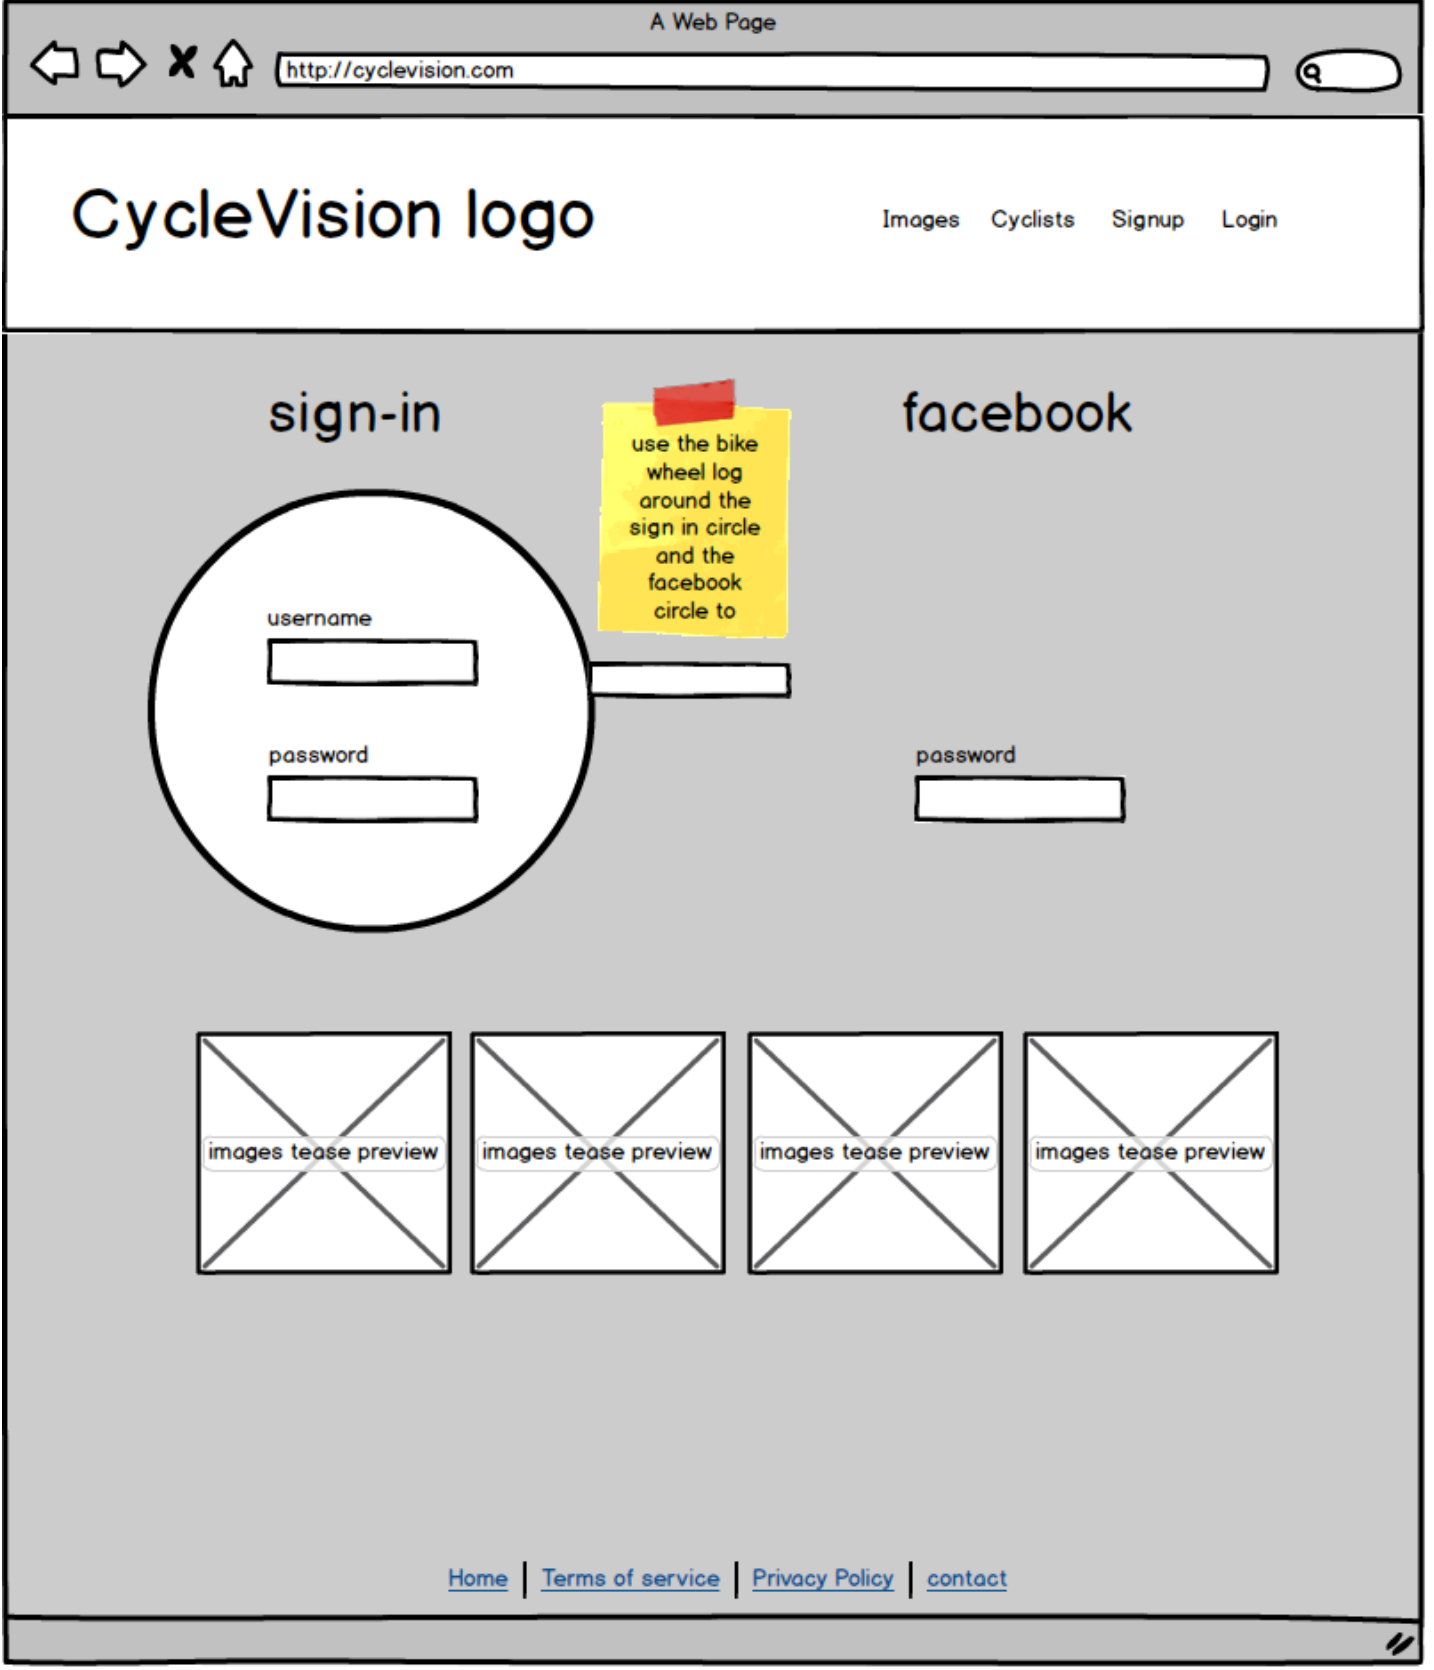 A Web Page
http://cyclevision.com
CycleVision logo
Images Cyclists Signup Login
sign-in
use the bike
wheel log
around the
sign in circle
and the
facebook
circle to
facebook
username
password
password
images tease preview
images tease preview
images tease preview
images tease preview
Home | Terms of service | Privacy Policy | contact